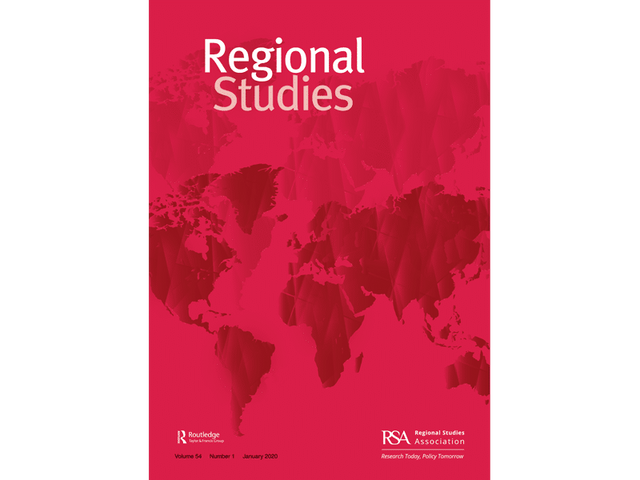 Regional
Studies
Routledge
Taylor & Francis Group
Volume 54 Number 1 January 2020
RSA Regional Studies
Association
Research Today, Policy Tomorrow